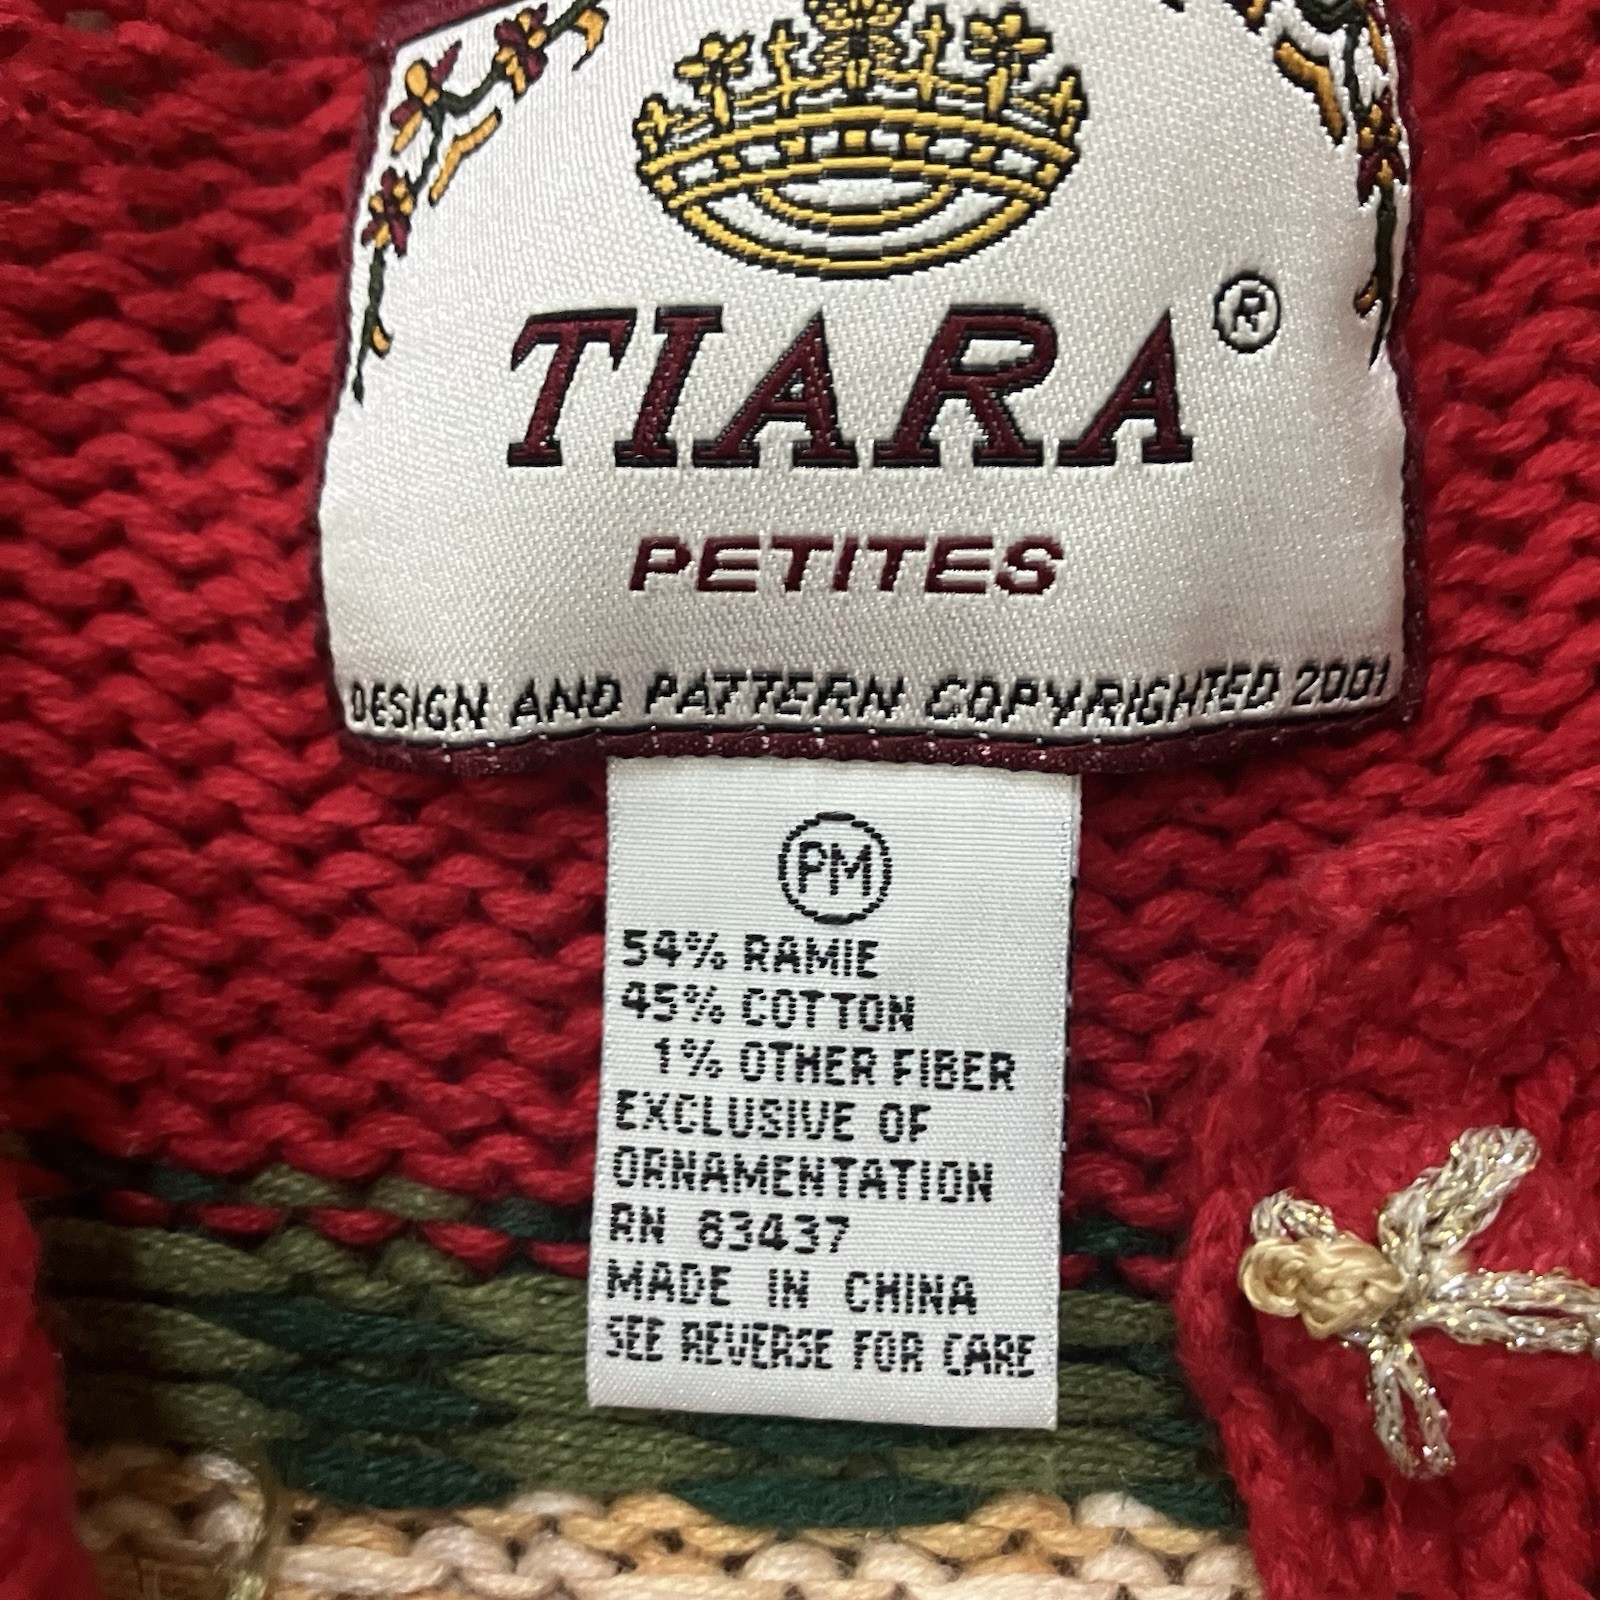 TIARA®
PETITES
DESIGN AND PATTERN COPYRIGHTED 2001
PM
54% RAMIE
45% COTTON
1% OTHER FIBER
EXCLUSIVE OF
ORNAMENTATION
RN 63437
MADE IN CHINA
SEE REVERSE FOR CARE